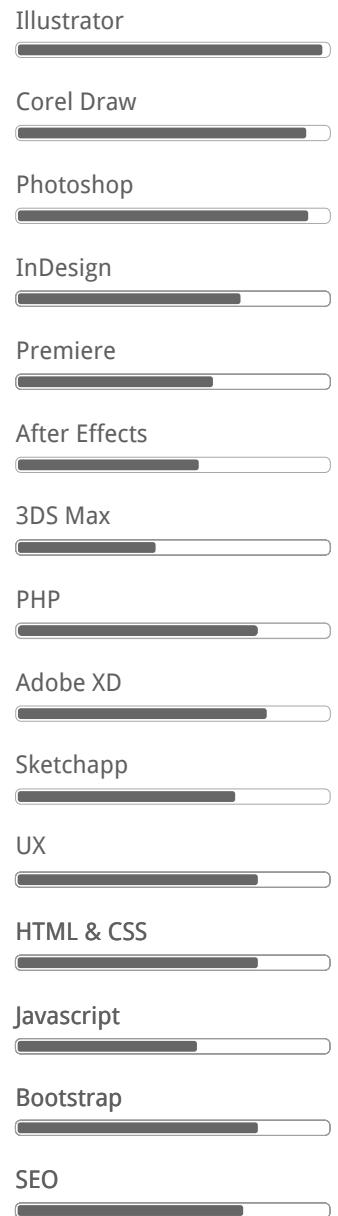 Illustrator
Corel Draw
Photoshop
InDesign
Premiere
After Effects
3DS Max
PHP
Adobe XD
Sketchapp
UX
HTML & CSS
Javascript
Bootstrap
SEO